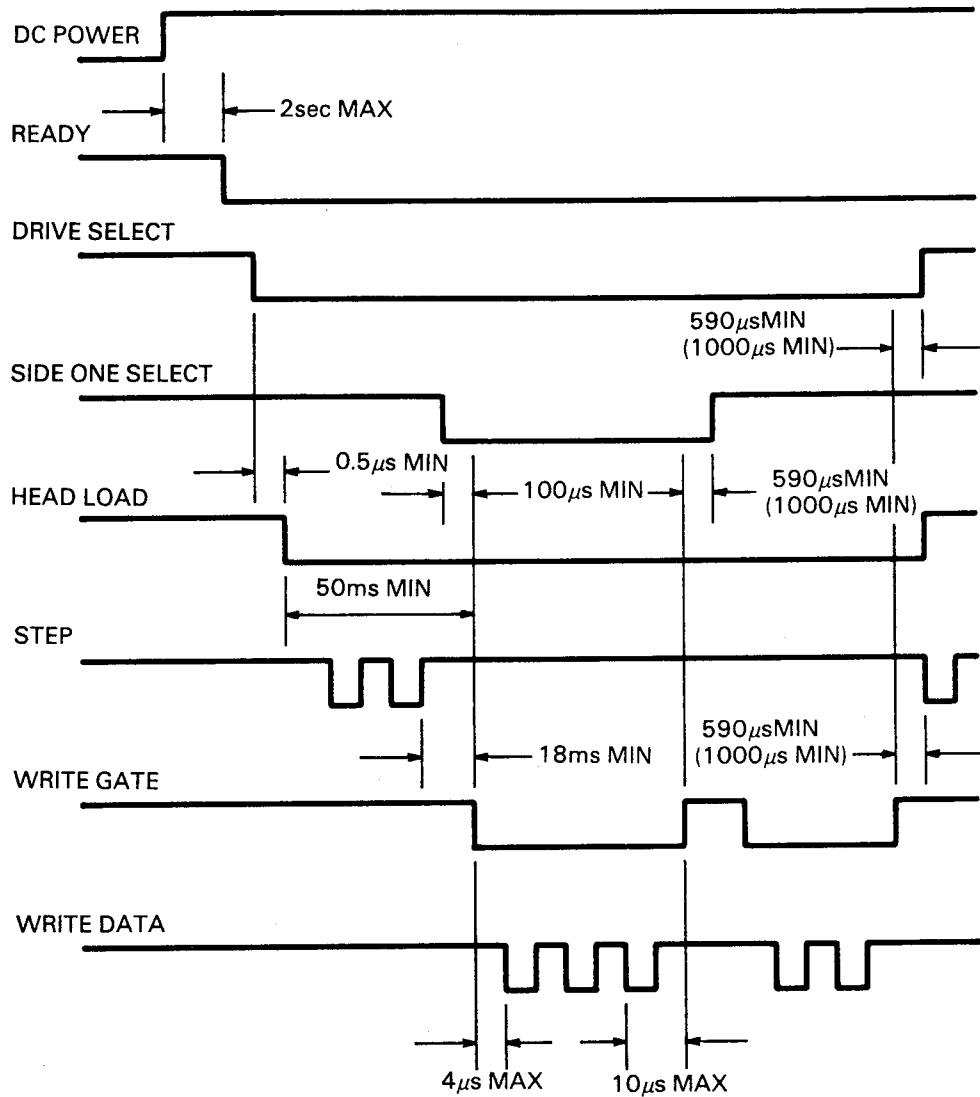 DC POWER
2sec MAX
READY
DRIVE SELECT
590μsMIN
(1000μs MIN)
SIDE ONE SELECT
0.5μs MIN
HEAD LOAD
100μs MIN
590μsMIN
(1000μs MIN)
50ms MIN
STEP
18ms MIN
590μsMIN
(1000μs MIN)
WRITE GATE
WRITE DATA
4μs MAX
10μs MAX